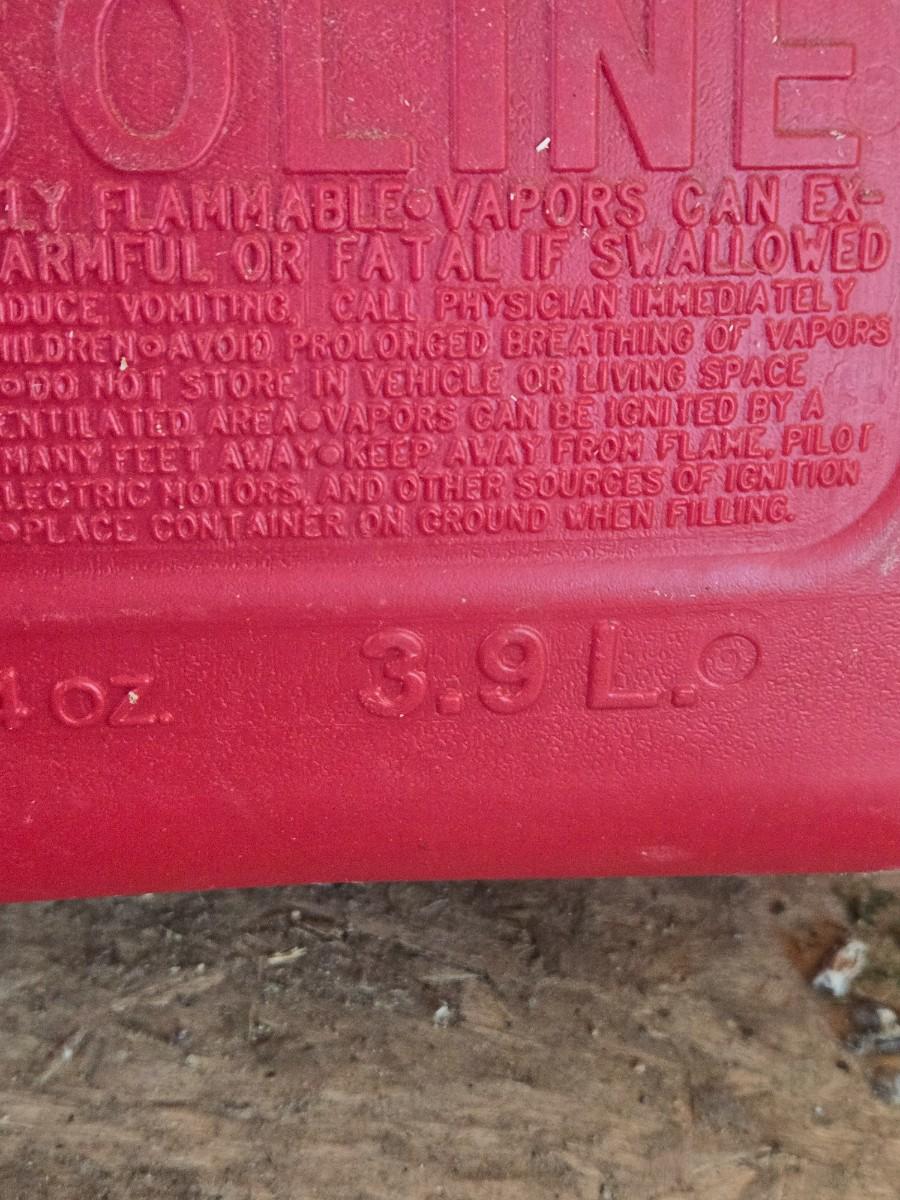 SOLINE
LY FLAMMABLE•VAPORS CAN EX-
ARMFUL OR FATAL IF SWALLOWED
DUCE VOMITING. CALL PHYSICIAN IMMEDIATELY
ILDREN•AVOID PROLONGED BREATHING OF VAPORS
•DO NOT STORE IN VEHICLE OR LIVING SPACE
ENTILATED AREA•VAPORS CAN BE IGNITED BY A
MANY FEET AWAY•KEEP AWAY FROM FLAME, PILOT
LECTRIC MOTORS, AND OTHER SOURCES OF IGNITION
•PLACE CONTAINER ON GROUND WHEN FILLING.
4 OZ. 3.9 L.